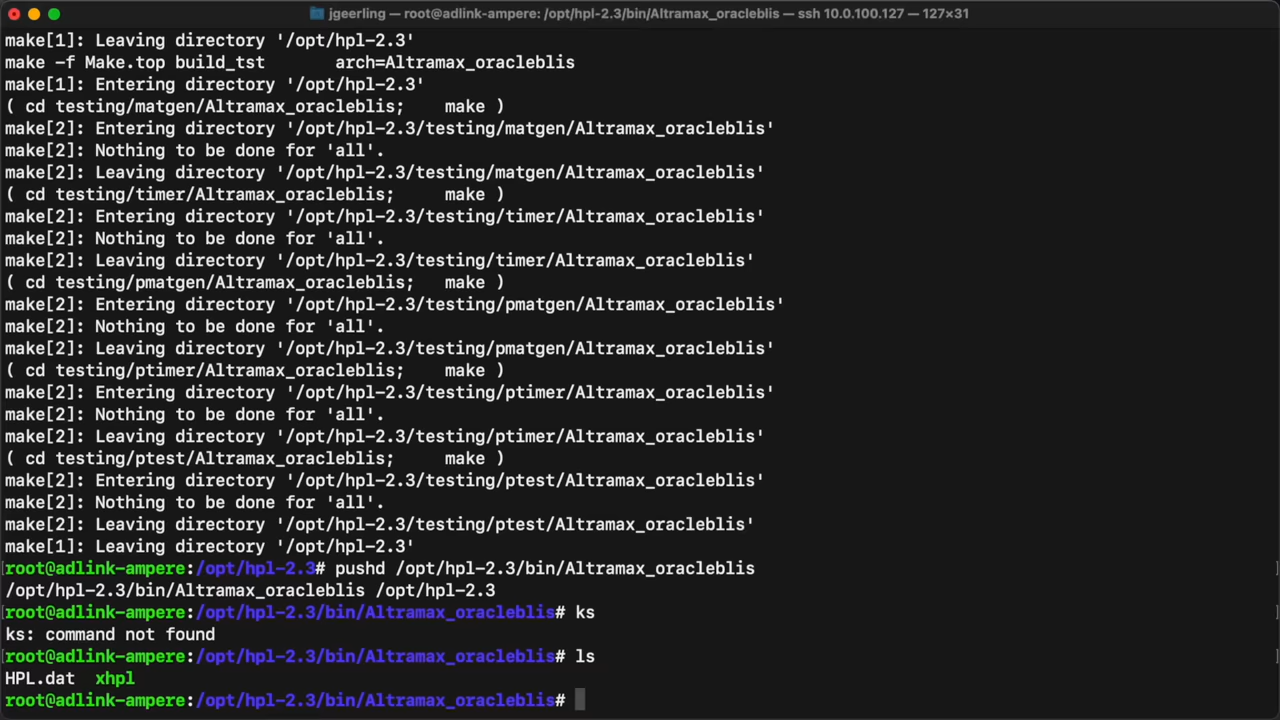 jgeerling — root@adlink-ampere: /opt/hpl-2.3/bin/Altramax_oracleblis — ssh 10.0.100.127 — 127×31
make[1]: Leaving directory '/opt/hpl-2.3'
make -f Make.top build_tst       arch=Altramax_oracleblis
make[1]: Entering directory '/opt/hpl-2.3'
( cd testing/matgen/Altramax_oracleblis;    make )
make[2]: Entering directory '/opt/hpl-2.3/testing/matgen/Altramax_oracleblis'
make[2]: Nothing to be done for 'all'.
make[2]: Leaving directory '/opt/hpl-2.3/testing/matgen/Altramax_oracleblis'
( cd testing/timer/Altramax_oracleblis;     make )
make[2]: Entering directory '/opt/hpl-2.3/testing/timer/Altramax_oracleblis'
make[2]: Nothing to be done for 'all'.
make[2]: Leaving directory '/opt/hpl-2.3/testing/timer/Altramax_oracleblis'
( cd testing/pmatgen/Altramax_oracleblis;   make )
make[2]: Entering directory '/opt/hpl-2.3/testing/pmatgen/Altramax_oracleblis'
make[2]: Nothing to be done for 'all'.
make[2]: Leaving directory '/opt/hpl-2.3/testing/pmatgen/Altramax_oracleblis'
( cd testing/ptimer/Altramax_oracleblis;    make )
make[2]: Entering directory '/opt/hpl-2.3/testing/ptimer/Altramax_oracleblis'
make[2]: Nothing to be done for 'all'.
make[2]: Leaving directory '/opt/hpl-2.3/testing/ptimer/Altramax_oracleblis'
( cd testing/ptest/Altramax_oracleblis;     make )
make[2]: Entering directory '/opt/hpl-2.3/testing/ptest/Altramax_oracleblis'
make[2]: Nothing to be done for 'all'.
make[2]: Leaving directory '/opt/hpl-2.3/testing/ptest/Altramax_oracleblis'
make[1]: Leaving directory '/opt/hpl-2.3'
root@adlink-ampere:/opt/hpl-2.3# pushd /opt/hpl-2.3/bin/Altramax_oracleblis
/opt/hpl-2.3/bin/Altramax_oracleblis /opt/hpl-2.3
root@adlink-ampere:/opt/hpl-2.3/bin/Altramax_oracleblis# ks
ks: command not found
root@adlink-ampere:/opt/hpl-2.3/bin/Altramax_oracleblis# ls
HPL.dat  xhpl
root@adlink-ampere:/opt/hpl-2.3/bin/Altramax_oracleblis#